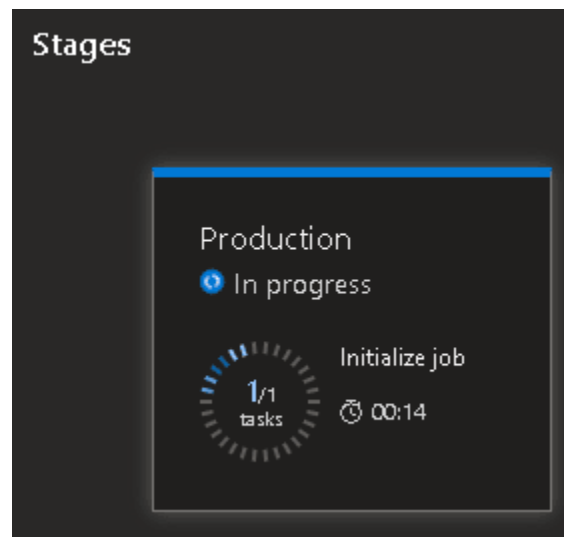 Stages
Production
In progress
Initialize job
1/1
tasks
00:14